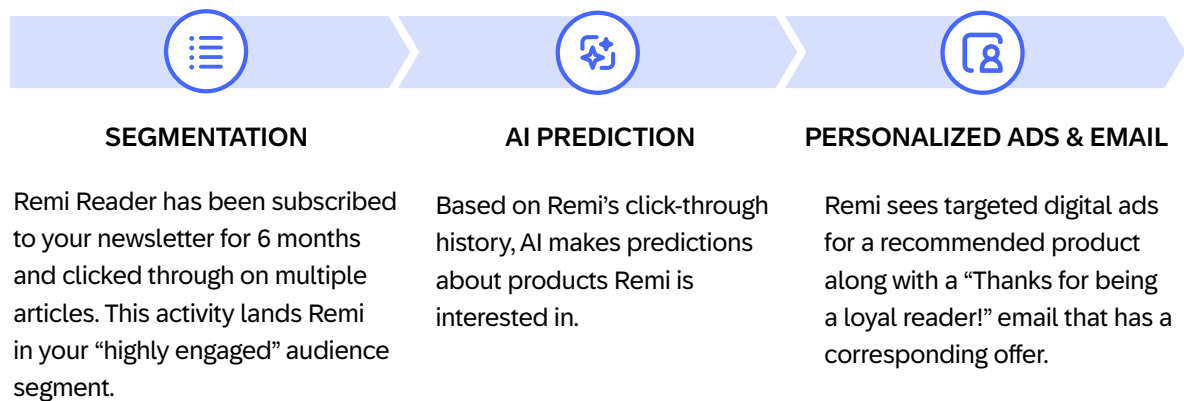 SEGMENTATION
Remi Reader has been subscribed
to your newsletter for 6 months
and clicked through on multiple
articles. This activity lands Remi
in your “highly engaged” audience
segment.
AI PREDICTION
Based on Remi’s click-through
history, AI makes predictions
about products Remi is
interested in.
PERSONALIZED ADS & EMAIL
Remi sees targeted digital ads
for a recommended product
along with a “Thanks for being
a loyal reader!” email that has a
corresponding offer.